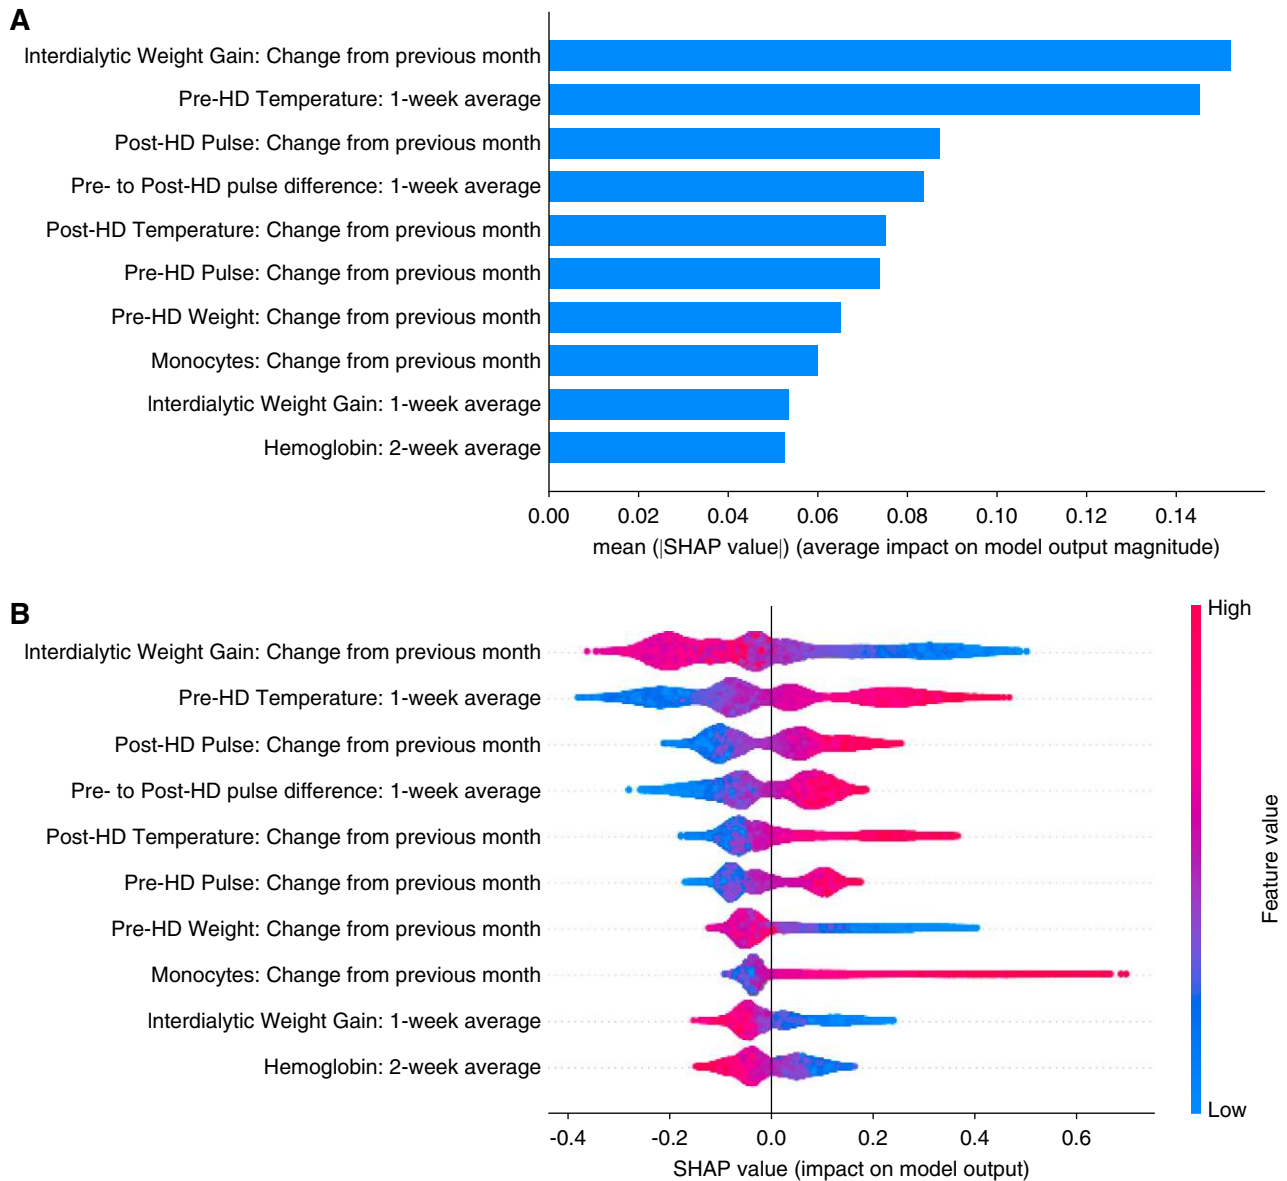 A
Interdialytic Weight Gain: Change from previous month
Pre-HD Temperature: 1-week average
Post-HD Pulse: Change from previous month
Pre- to Post-HD pulse difference: 1-week average
Post-HD Temperature: Change from previous month
Pre-HD Pulse: Change from previous month
Pre-HD Weight: Change from previous month
Monocytes: Change from previous month
Interdialytic Weight Gain: 1-week average
Hemoglobin: 2-week average
0.00 0.02 0.04 0.06 0.08 0.10 0.12 0.14
mean (|SHAP value|) (average impact on model output magnitude)
B
High
Interdialytic Weight Gain: Change from previous month
Pre-HD Temperature: 1-week average
Post-HD Pulse: Change from previous month
Pre- to Post-HD pulse difference: 1-week average
Post-HD Temperature: Change from previous month
Pre-HD Pulse: Change from previous month
Pre-HD Weight: Change from previous month
Monocytes: Change from previous month
Interdialytic Weight Gain: 1-week average
Hemoglobin: 2-week average
Feature value
Low
-0.4 -0.2 0.0 0.2 0.4 0.6
SHAP value (impact on model output)